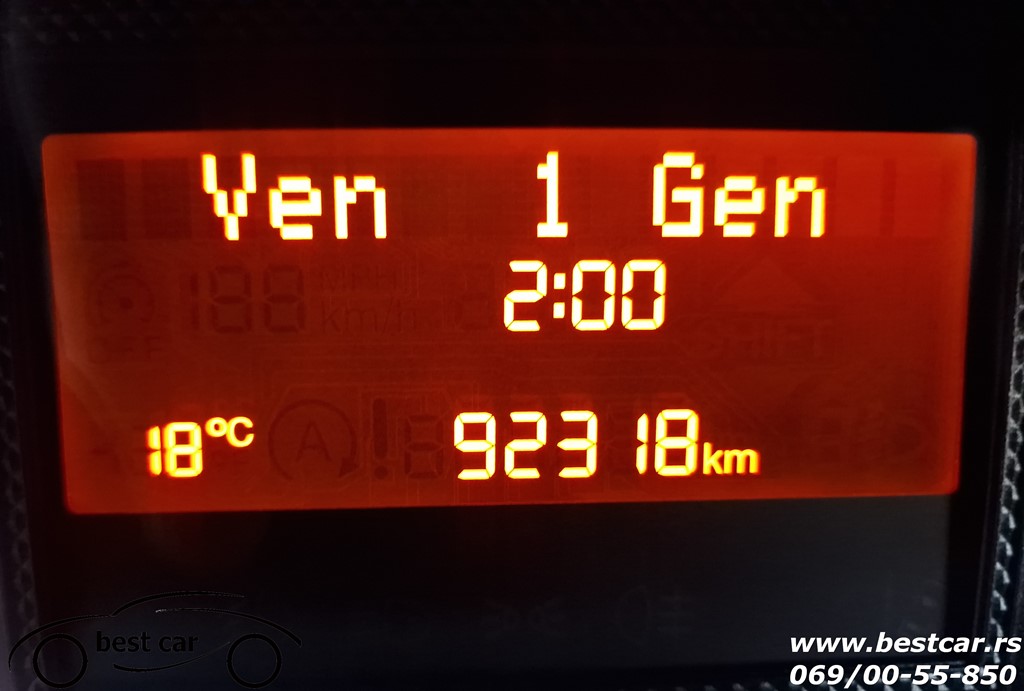 Ven 1 Gen
2:00
18°C 92318km
best car
www.bestcar.rs
069/00-55-850